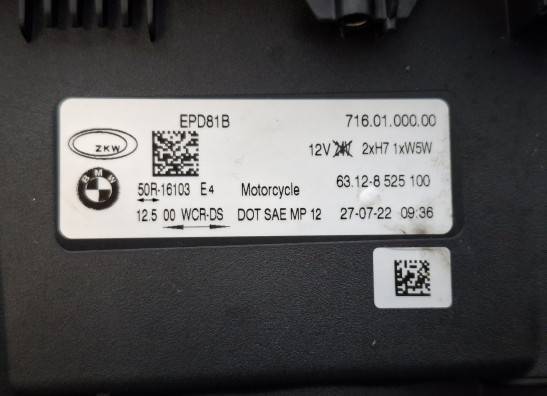 EPD81B 716.01.000.00
ZKW
12V 2xH7 1xW5W
BMW
50R-16103 E4 Motorcycle 63.12-8 525 100
12.5 00 WCR-DS DOT SAE MP 12 27-07-22 09:36